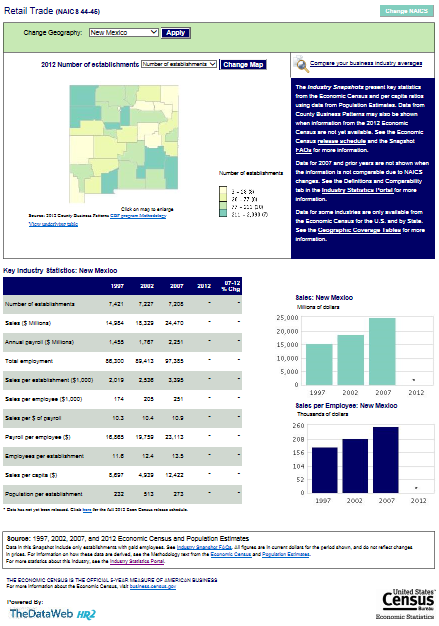 Retail Trade (NAICS 44-45)
Change NAICS
Change Geography: New Mexico Apply
2012 Number of establishments Number of establishments Change Map
Compare your business industry averages
The Industry Snapshots present key statistics
from the Economic Census and per capita ratios
using data from Population Estimates. Data from
County Business Patterns may also be shown
when information from the 2012 Economic
Census are not yet available. See the Economic
Census release schedule and the Snapshot
FAQs for more information.
Data for 2007 and prior years are not shown when
the information is not comparable due to NAICS
changes. See the Definitions and Comparability
tab in the Industry Statistics Portal for more
information.
Data for some industries are only available from
the Economic Census for the U.S. and by State.
See the Geographic Coverage Tables for more
information.
Number of establishments
Click on map to enlarge
Source: 2012 County Business Patterns
View underlying table
Key Industry Statistics: New Mexico
1997 2002 2007 2012 07-12 % Chg
Number of establishments 7,421 7,227 7,208 - -
Sales ($ Millions) 14,984 18,329 24,470 - -
Annual payroll ($ Millions) 1,455 1,767 2,251 - -
Total employment 86,300 89,413 97,385 - -
Sales per establishment ($1,000) 2,019 2,536 3,395 - -
Sales per employee ($1,000) 174 205 251 - -
Sales per $ of payroll 10.3 10.4 10.9 - -
Payroll per employee ($) 16,865 19,759 23,113 - -
Employees per establishment 11.6 12.4 13.5 - -
Sales per capita ($) 8,697 12,422 - -
Population per establishment 232 273 - -
* Data has not yet been released. Click here for the full 2012 Econ Census release schedule.
Sales: New Mexico
Millions of dollars
25,000
20,000
15,000
10,000
5,000
0
1997 2002 2007 2012
*
Sales per Employee: New Mexico
Thousands of dollars
260
208
156
104
52
0
1997 2002 2007 2012
*
Source: 1997, 2002, 2007, and 2012 Economic Census and Population Estimates
Data in this Snapshot include only establishments with paid employees. See Industry Snapshot FAQs. All figures are in current dollars for the period shown, and do not reflect changes
in prices. For information on how these data are derived, see the Methodology text from the Economic Census and Population Estimates.
For more statistics about this industry, see the Industry Statistics Portal.
THE ECONOMIC CENSUS IS THE OFFICIAL 5-YEAR MEASURE OF AMERICAN BUSINESS
For more information about the Economic Census, visit business.census.gov
Powered By:
TheDataWeb HR2
United States
Census
Bureau
Economic Statistics